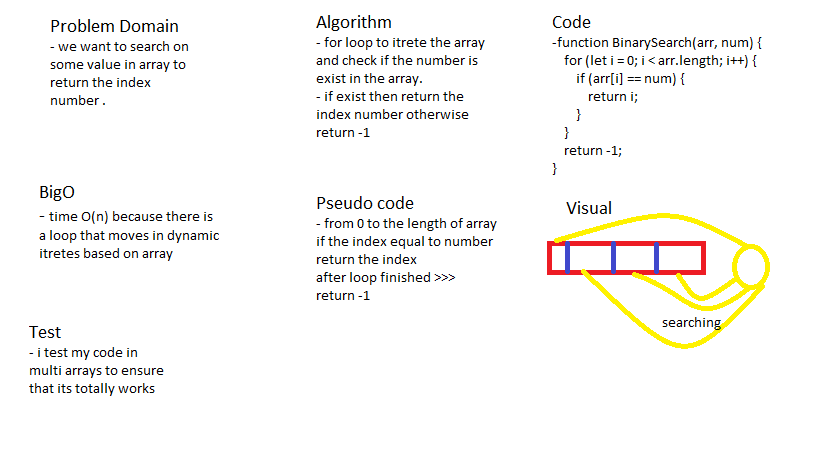 Problem Domain
- we want to search on
some value in array to
return the index
number .
Algorithm
- for loop to itrete the array
and check if the number is
exist in the array.
- if exist then return the
index number otherwise
return -1
Code
-function BinarySearch(arr, num) {
for (let i = 0; i < arr.length; i++) {
if (arr[i] == num) {
return i;
}
}
return -1;
}
BigO
- time O(n) because there is
a loop that moves in dynamic
itretes based on array
Pseudo code
- from 0 to the length of array
if the index equal to number
return the index
after loop finished >>>
return -1
Visual
searching
Test
- i test my code in
multi arrays to ensure
that its totally works